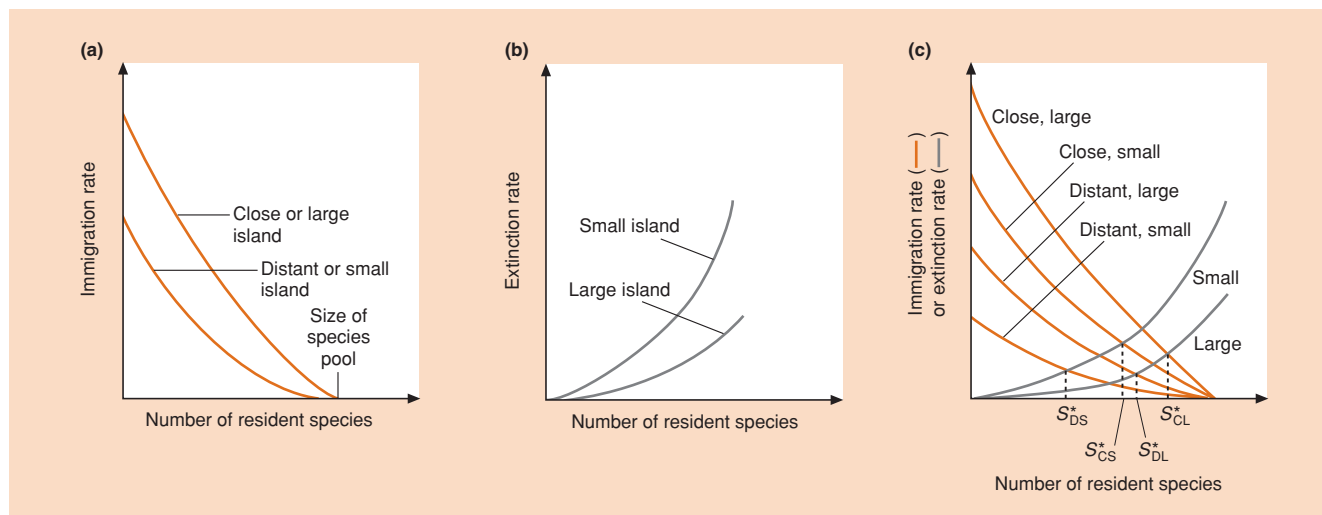 (a)
Immigration rate
Close or large
island
Distant or small
island
Size of
species
pool
Number of resident species
(b)
Extinction rate
Small island
Large island
Number of resident species
(c)
Immigration rate (—)
or extinction rate (—)
Close, large
Close, small
Distant, large
Distant, small
Small
Large
S*DS
S*CL
S*CS
S*DL
Number of resident species